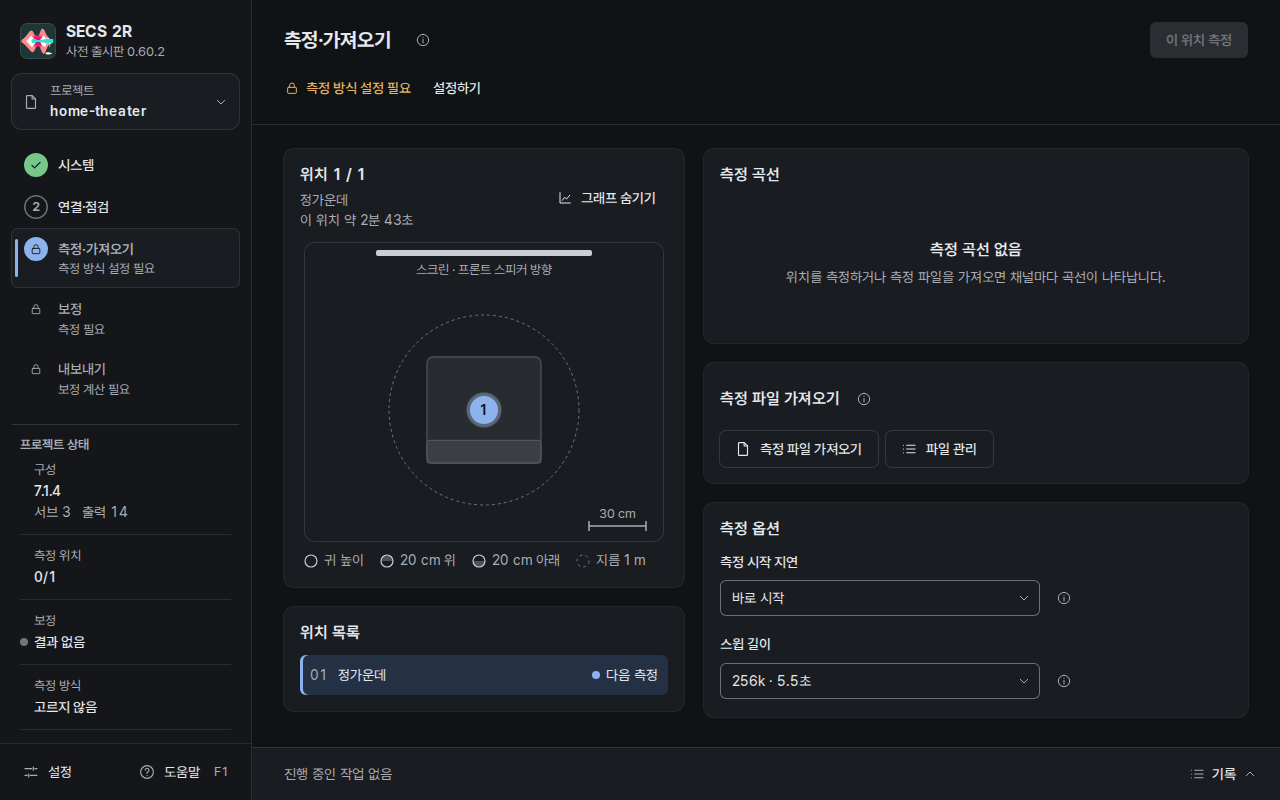 SECS 2R
사전 출시판 0.60.2
프로젝트
home-theater
시스템
2 연결·점검
측정·가져오기
측정 방식 설정 필요
보정
측정 필요
내보내기
보정 계산 필요
프로젝트 상태
구성
7.1.4
서브 3 출력 14
측정 위치
0/1
보정
결과 없음
측정 방식
고르지 않음
설정
도움말 F1
측정·가져오기
이 위치 측정
측정 방식 설정 필요 설정하기
위치 1 / 1
정가운데
이 위치 약 2분 43초
그래프 숨기기
스크린 · 프론트 스피커 방향
1
30 cm
귀 높이 20 cm 위 20 cm 아래 지름 1 m
위치 목록
01 정가운데 다음 측정
측정 곡선
측정 곡선 없음
위치를 측정하거나 측정 파일을 가져오면 채널마다 곡선이 나타납니다.
측정 파일 가져오기
측정 파일 가져오기 파일 관리
측정 옵션
측정 시작 지연
바로 시작
스윕 길이
256k · 5.5초
진행 중인 작업 없음
기록